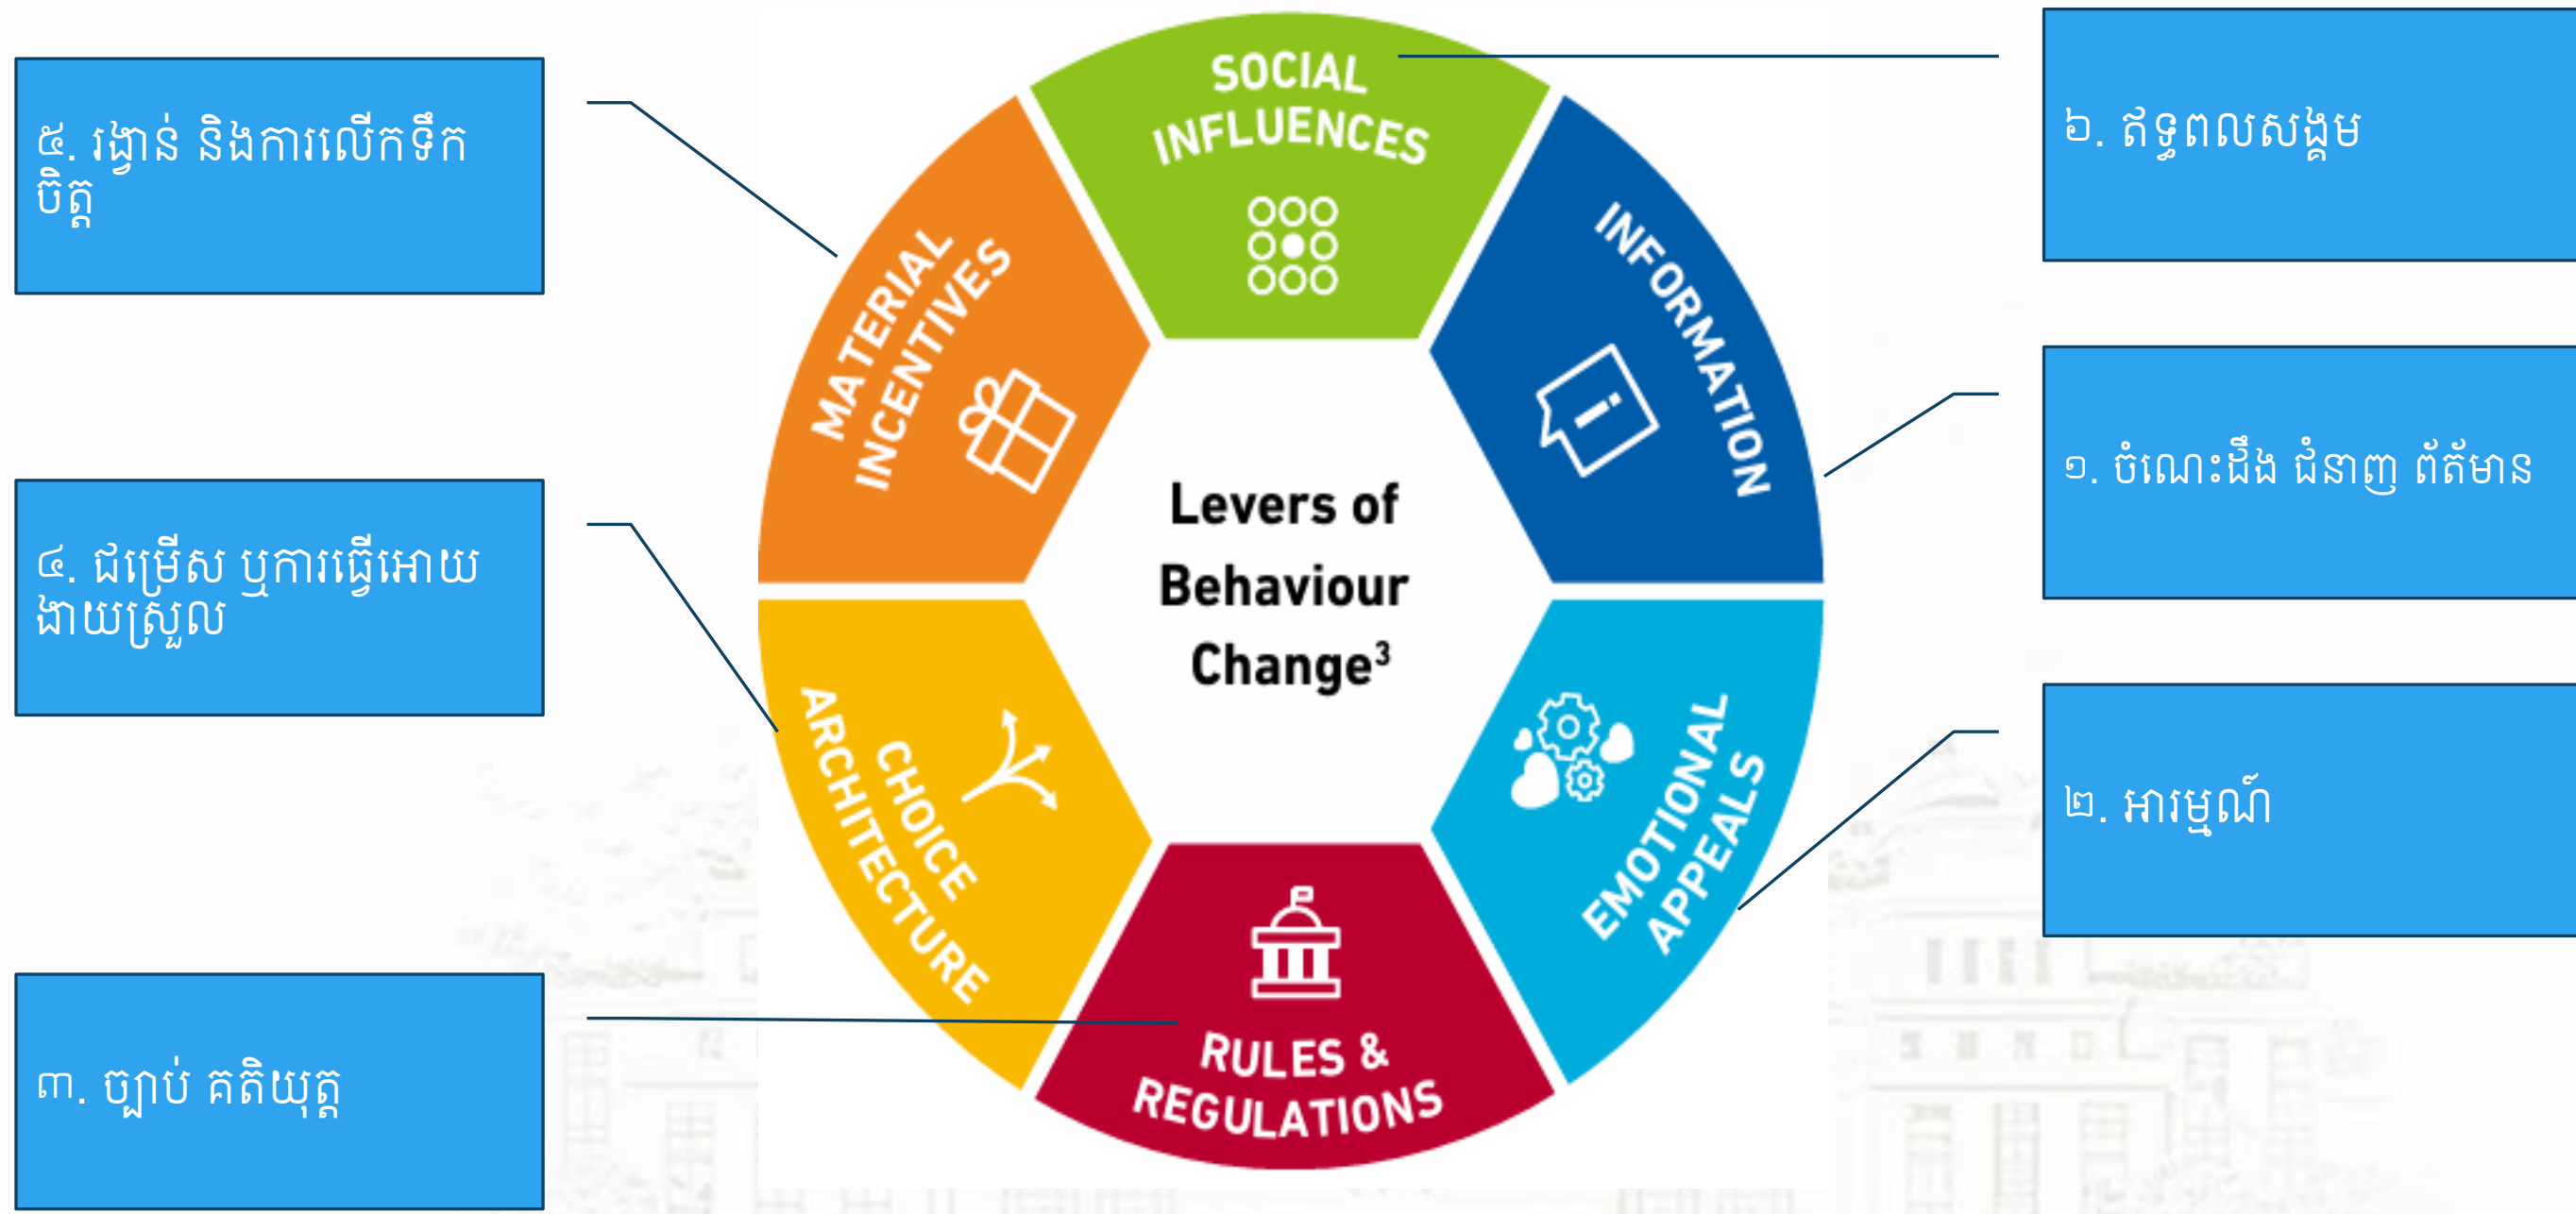 ៥. រង្វាន់ និងការលើកទឹក
ចិត្ត
៤. ជម្រើស ឬការធ្វើអោយ
ងាយស្រួល
៣. ច្បាប់ គតិយុត្ត
SOCIAL
INFLUENCES
MATERIAL
INCENTIVES
INFORMATION
Levers of
Behaviour
Change³
CHOICE
ARCHITECTURE
EMOTIONAL
APPEALS
RULES &
REGULATIONS
៦. ឥទ្ធពលសង្គម
១. ចំណេះដឹង ជំនាញ ព័ត៌មាន
២. អារម្មណ៍